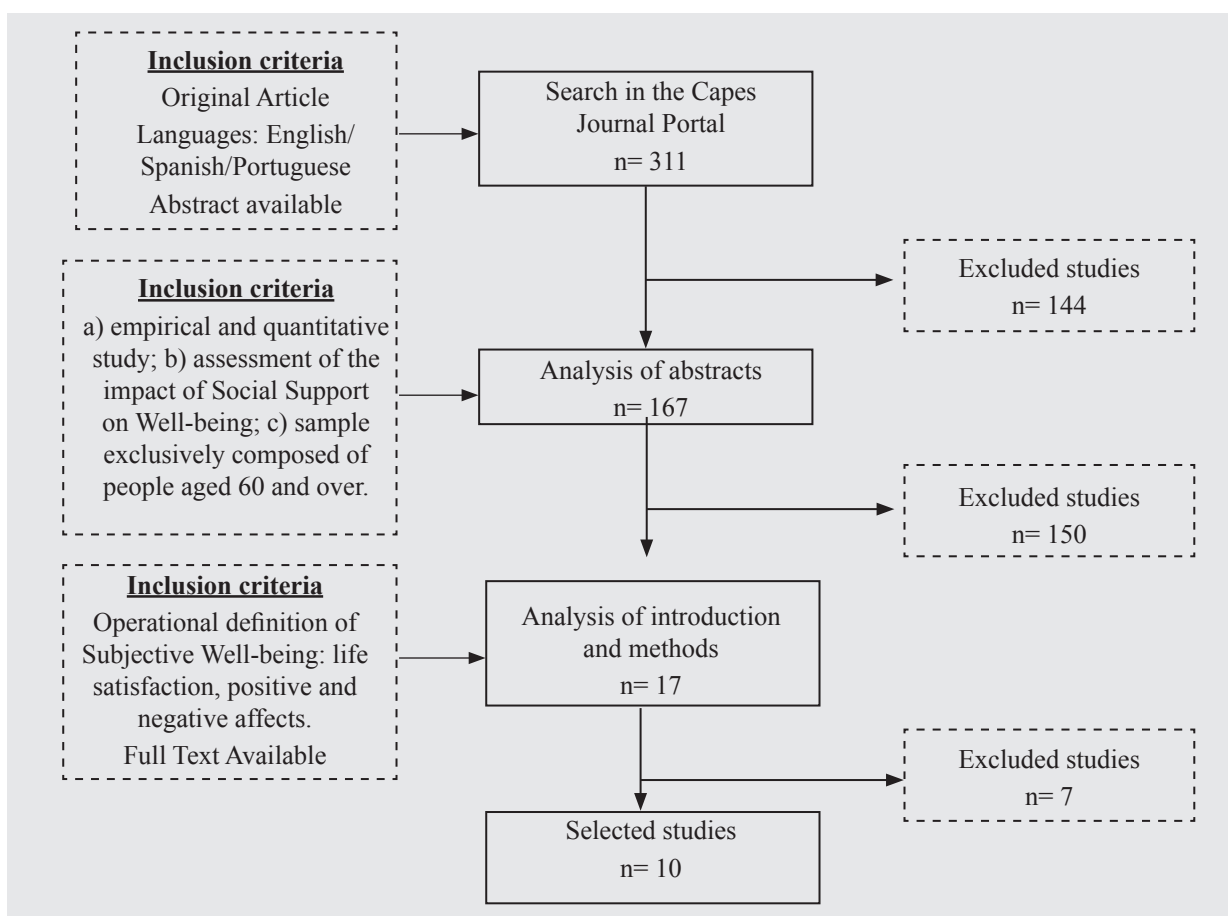 Inclusion criteria
Original Article
Languages: English/
Spanish/Portuguese
Abstract available
Search in the Capes
Journal Portal
n= 311
Excluded studies
n= 144
Inclusion criteria
a) empirical and quantitative
study; b) assessment of the
impact of Social Support
on Well-being; c) sample
exclusively composed of
people aged 60 and over.
Analysis of abstracts
n= 167
Excluded studies
n= 150
Inclusion criteria
Operational definition of
Subjective Well-being: life
satisfaction, positive and
negative affects.
Full Text Available
Analysis of introduction
and methods
n= 17
Excluded studies
n= 7
Selected studies
n= 10